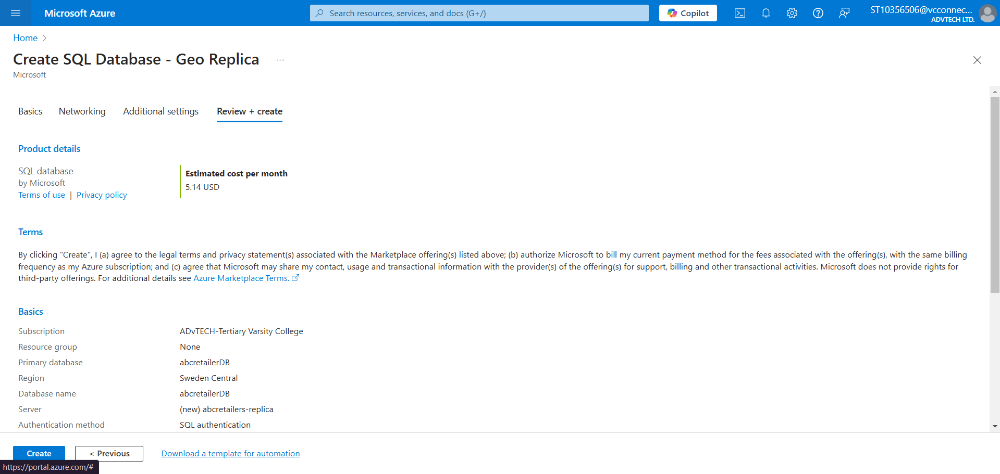 Microsoft Azure
Search resources, services, and docs (G+/)
Copilot
ST10356506@vcconnec...
ADVTECH LTD.
Home
Create SQL Database - Geo Replica
...
Microsoft
Basics
Networking
Additional settings
Review + create
Product details
SQL database
by Microsoft
Terms of use | Privacy policy
Estimated cost per month
5.14 USD
Terms
By clicking "Create", I (a) agree to the legal terms and privacy statement(s) associated with the Marketplace offering(s) listed above; (b) authorize Microsoft to bill my current payment method for the fees associated with the offering(s), with the same billing
frequency as my Azure subscription; and (c) agree that Microsoft may share my contact, usage and transactional information with the provider(s) of the offering(s) for support, billing and other transactional activities. Microsoft does not provide rights for
third-party offerings. For additional details see Azure Marketplace Terms.
Basics
Subscription ADvTECH-Tertiary Varsity College
Resource group None
Primary database abcretailerDB
Region Sweden Central
Database name abcretailerDB
Server (new) abcretailers-replica
Authentication method SQL authentication
Create
< Previous
Download a template for automation
https://portal.azure.com/#